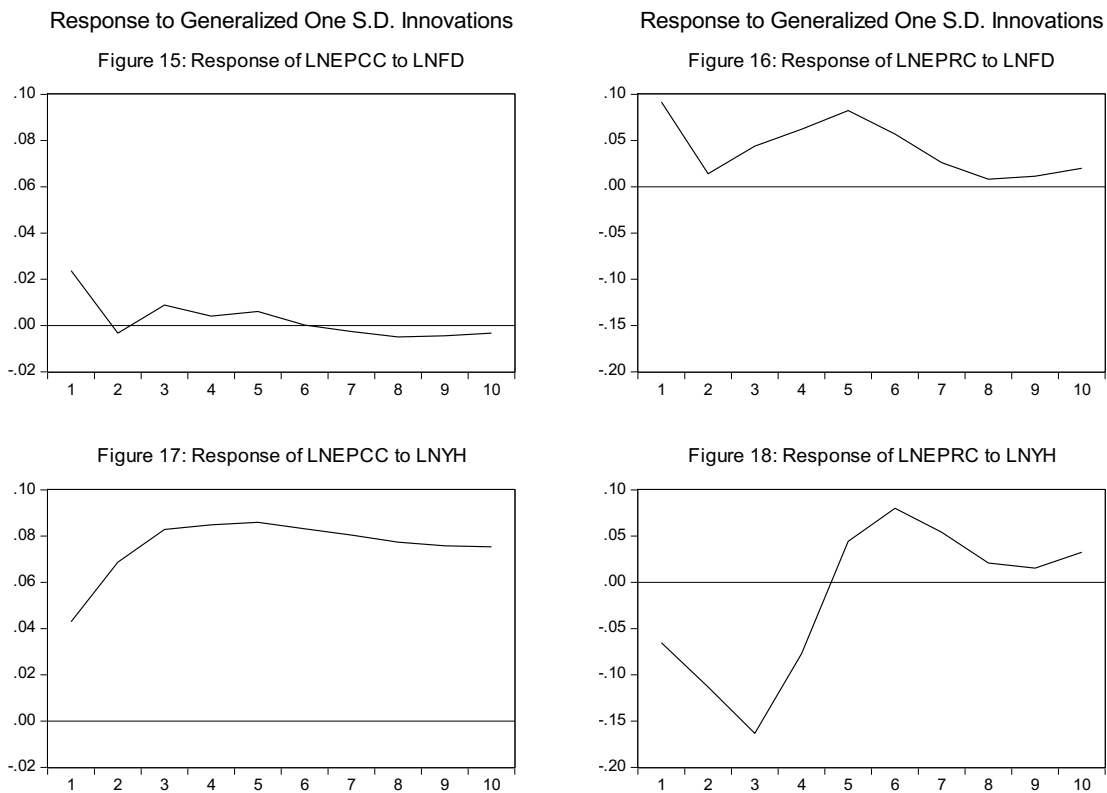 Response to Generalized One S.D. Innovations
Figure 15: Response of LNEPCC to LNFD
.10
.08
.06
.04
.02
.00
-.02
1 2 3 4 5 6 7 8 9 10
Response to Generalized One S.D. Innovations
Figure 16: Response of LNEPRC to LNFD
.10
.05
.00
-.05
-.10
-.15
-.20
1 2 3 4 5 6 7 8 9 10
Figure 17: Response of LNEPCC to LNYH
.10
.08
.06
.04
.02
.00
-.02
1 2 3 4 5 6 7 8 9 10
Figure 18: Response of LNEPRC to LNYH
.10
.05
.00
-.05
-.10
-.15
-.20
1 2 3 4 5 6 7 8 9 10